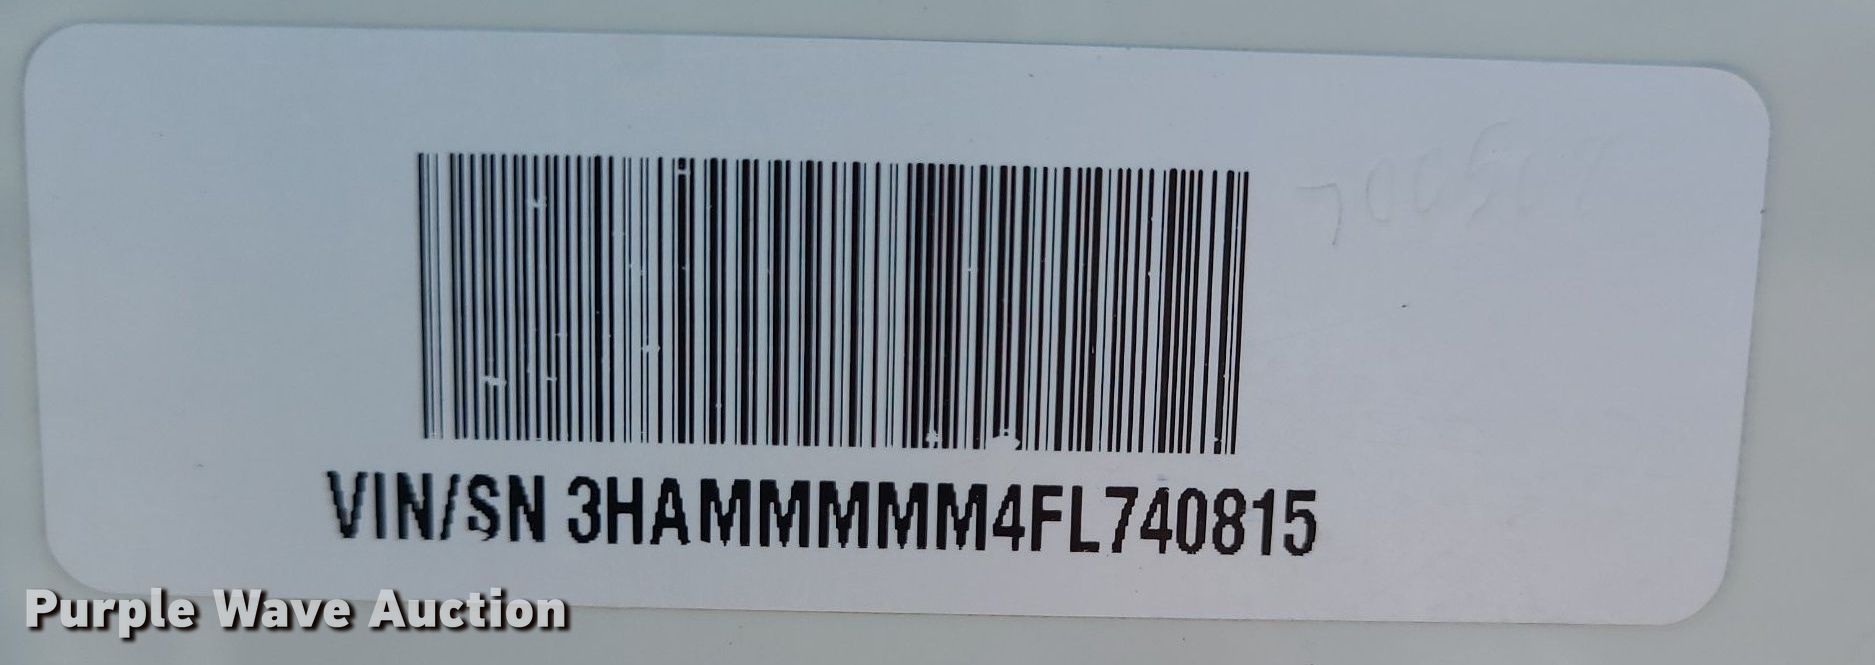 VIN/SN 3HAMMMMM4FL740815
Purple Wave Auction